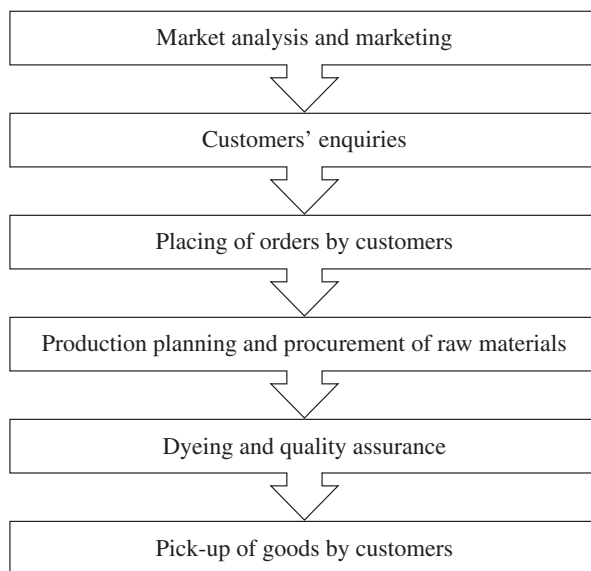 Market analysis and marketing
Customers’ enquiries
Placing of orders by customers
Production planning and procurement of raw materials
Dyeing and quality assurance
Pick-up of goods by customers